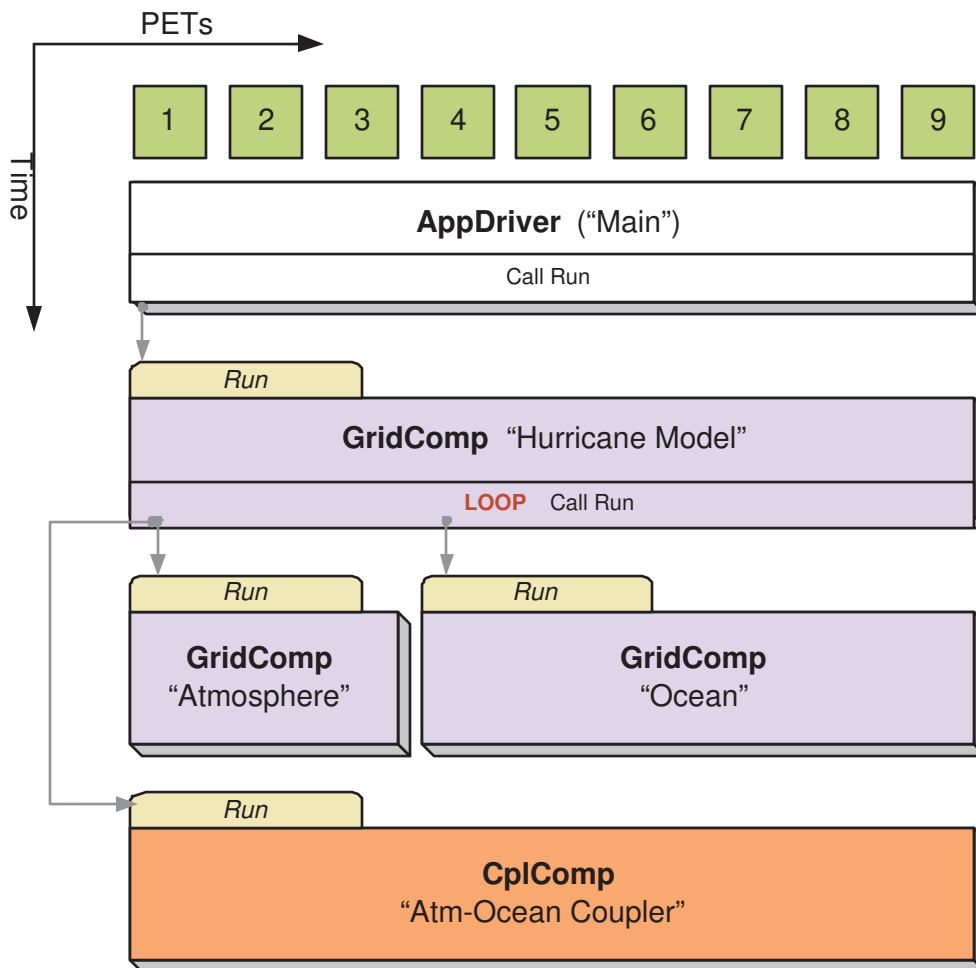 PETs
Time
1 2 3 4 5 6 7 8 9
AppDriver (“Main”)
Call Run
Run
GridComp “Hurricane Model”
LOOP Call Run
Run
Run
GridComp
“Atmosphere”
GridComp
“Ocean”
Run
CplComp
“Atm-Ocean Coupler”